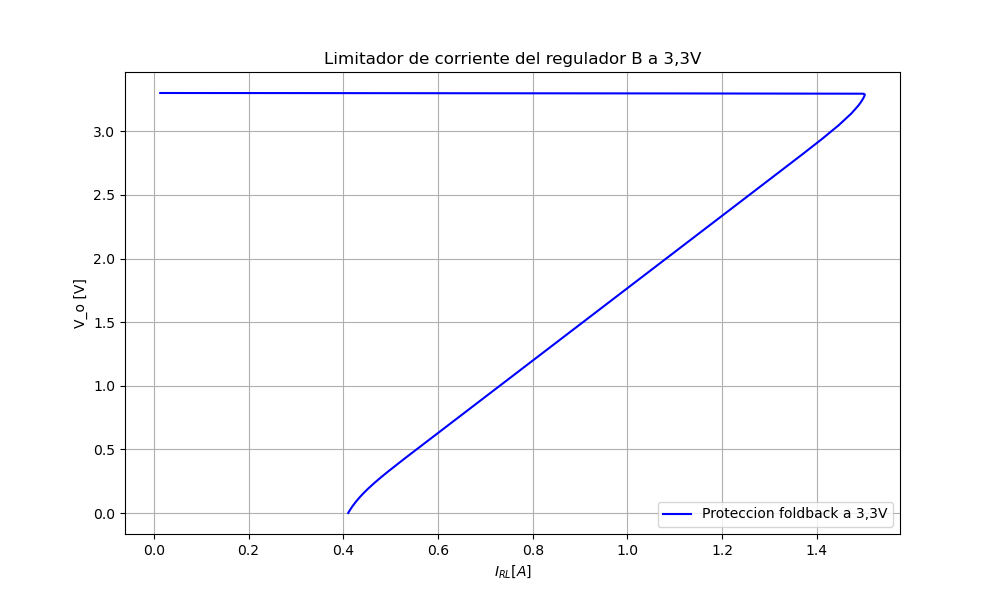 Limitador de corriente del regulador B a 3,3V
3.0
2.5
2.0
1.5
1.0
0.5
0.0
V_o [V]
Proteccion foldback a 3,3V
0.0 0.2 0.4 0.6 0.8 1.0 1.2 1.4
I_{RL}[A]